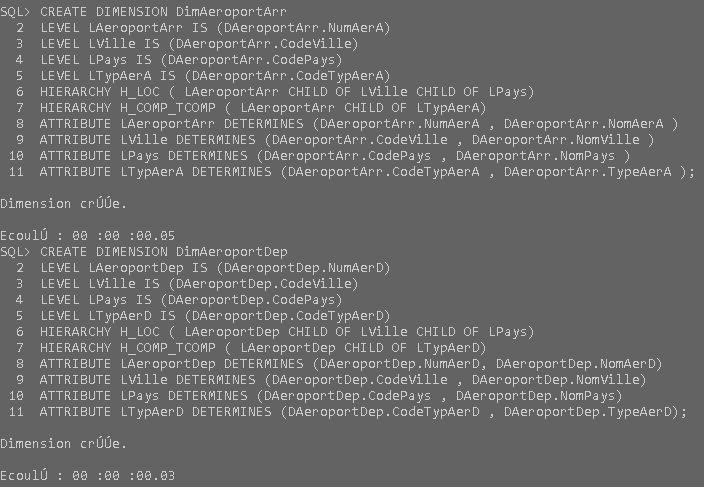 SQL> CREATE DIMENSION DimAeroportArr
2 LEVEL LAeroportArr IS (DAeroportArr.NumAerA)
3 LEVEL LVille IS (DAeroportArr.CodeVille)
4 LEVEL LPays IS (DAeroportArr.CodePays)
5 LEVEL LTypAerA IS (DAeroportArr.CodeTypAerA)
6 HIERARCHY H_LOC ( LAeroportArr CHILD OF LVille CHILD OF LPays)
7 HIERARCHY H_COMP_TCOMP ( LAeroportArr CHILD OF LTypAerA)
8 ATTRIBUTE LAeroportArr DETERMINES (DAeroportArr.NumAerA , DAeroportArr.NomAerA )
9 ATTRIBUTE LVille DETERMINES (DAeroportArr.CodeVille , DAeroportArr.NomVille )
10 ATTRIBUTE LPays DETERMINES (DAeroportArr.CodePays , DAeroportArr.NomPays )
11 ATTRIBUTE LTypAerA DETERMINES (DAeroportArr.CodeTypAerA , DAeroportArr.TypeAerA );
Dimension crÚÚe.
EcoulÚ : 00 :00 :00.05
SQL> CREATE DIMENSION DimAeroportDep
2 LEVEL LAeroportDep IS (DAeroportDep.NumAerD)
3 LEVEL LVille IS (DAeroportDep.CodeVille)
4 LEVEL LPays IS (DAeroportDep.CodePays)
5 LEVEL LTypAerD IS (DAeroportDep.CodeTypAerD)
6 HIERARCHY H_LOC ( LAeroportDep CHILD OF LVille CHILD OF LPays)
7 HIERARCHY H_COMP_TCOMP ( LAeroportDep CHILD OF LTypAerD)
8 ATTRIBUTE LAeroportDep DETERMINES (DAeroportDep.NumAerD, DAeroportDep.NomAerD)
9 ATTRIBUTE LVille DETERMINES (DAeroportDep.CodeVille , DAeroportDep.NomVille)
10 ATTRIBUTE LPays DETERMINES (DAeroportDep.CodePays , DAeroportDep.NomPays)
11 ATTRIBUTE LTypAerD DETERMINES (DAeroportDep.CodeTypAerD , DAeroportDep.TypeAerD);
Dimension crÚÚe.
EcoulÚ : 00 :00 :00.03